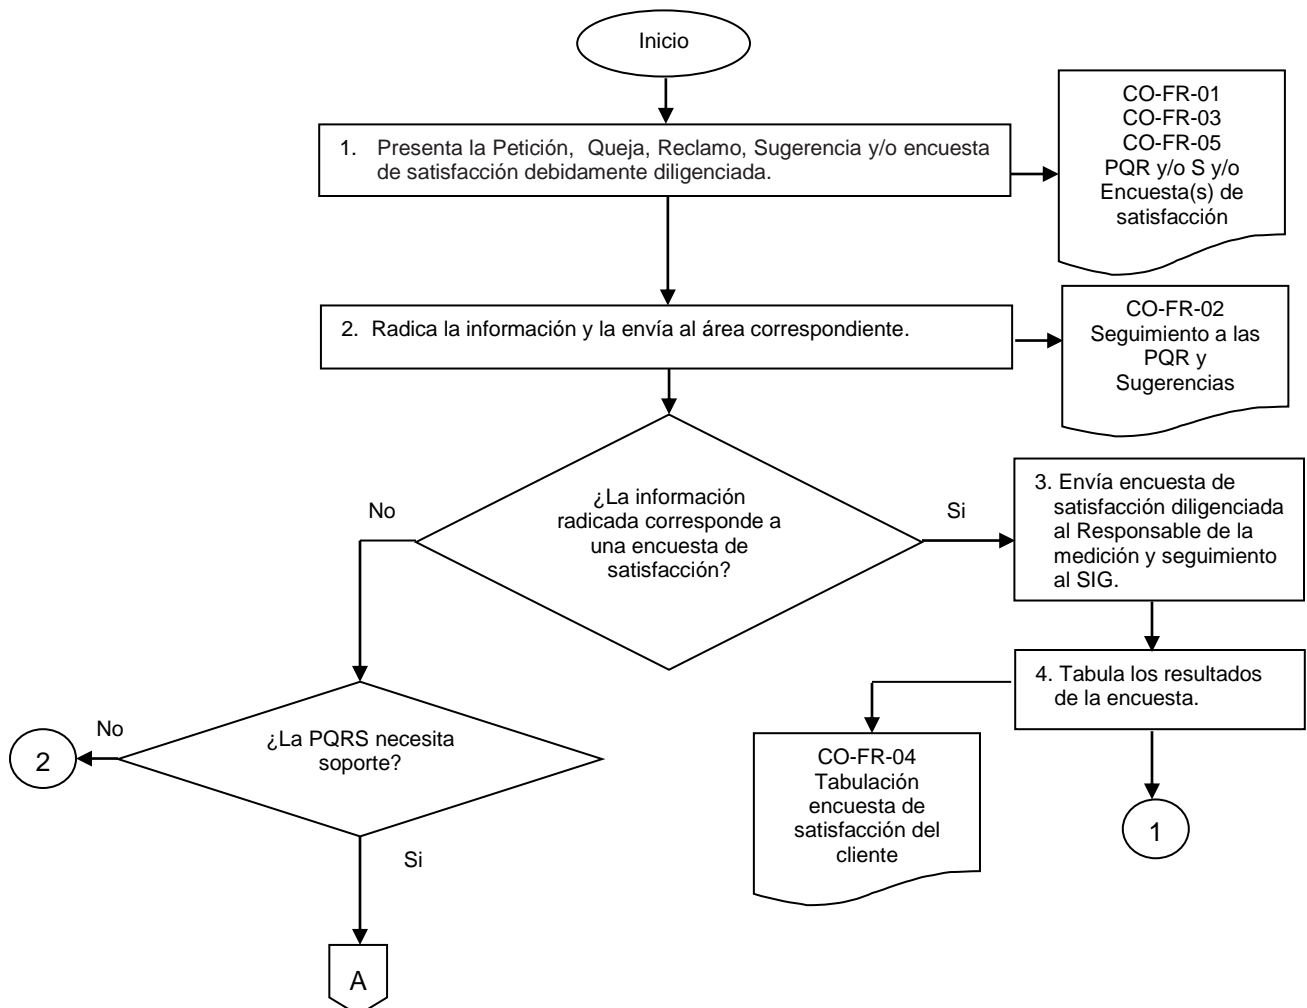 Inicio
1. Presenta la Petición, Queja, Reclamo, Sugerencia y/o encuesta
de satisfacción debidamente diligenciada.
CO-FR-01
CO-FR-03
CO-FR-05
PQR y/o S y/o
Encuesta(s) de
satisfacción
2. Radica la información y la envía al área correspondiente.
CO-FR-02
Seguimiento a las
PQR y
Sugerencias
¿La información
radicada corresponde a
una encuesta de
satisfacción?
No
Si
3. Envía encuesta de
satisfacción diligenciada
al Responsable de la
medición y seguimiento
al SIG.
4. Tabula los resultados
de la encuesta.
No
2
¿La PQRS necesita
soporte?
CO-FR-04
Tabulación
encuesta de
satisfacción del
cliente
1
Si
A